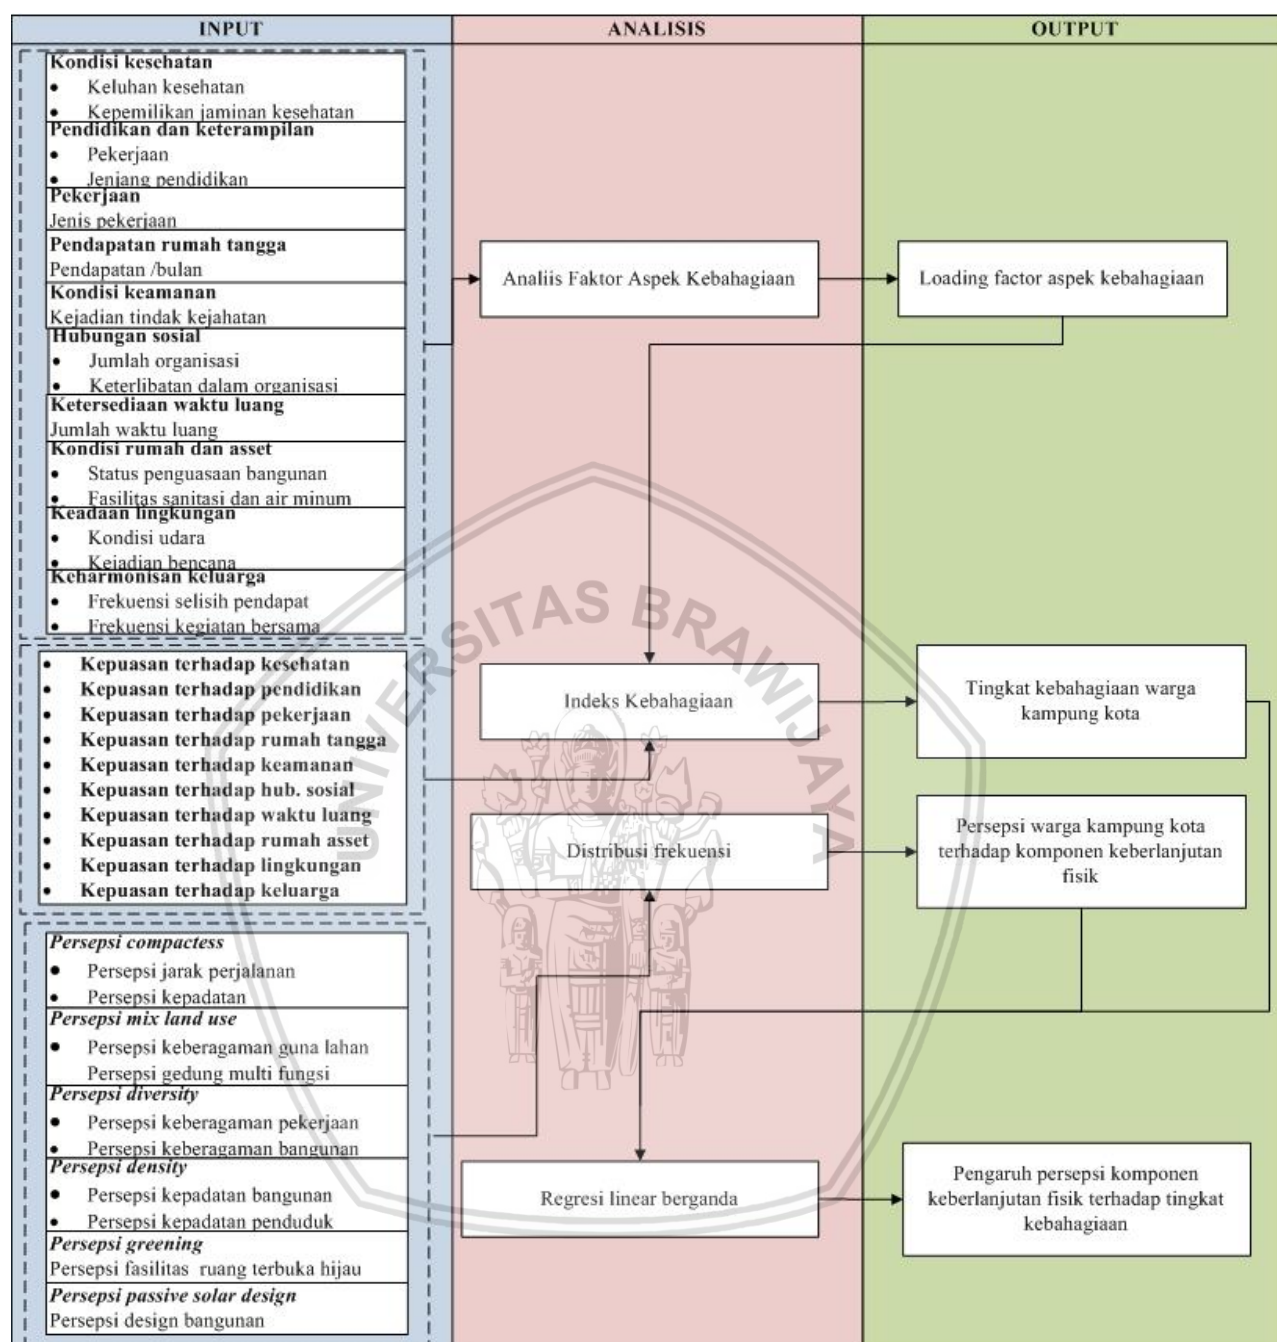 INPUT
ANALISIS
OUTPUT
Kondisi kesehatan
• Keluhan kesehatan
• Kepemilikan jaminan kesehatan
Pendidikan dan keterampilan
• Pekerjaan
• Jenjang pendidikan
Pekerjaan
Jenis pekerjaan
Pendapatan rumah tangga
Pendapatan /bulan
Kondisi keamanan
Kejadian tindak kejahatan
Hubungan sosial
• Jumlah organisasi
• Keterlibatan dalam organisasi
Ketersediaan waktu luang
Jumlah waktu luang
Kondisi rumah dan asset
• Status penguasaan bangunan
• Fasilitas sanitasi dan air minum
Keadaan lingkungan
• Kondisi udara
• Kejadian bencana
Keharmonisan keluarga
• Frekuensi selisih pendapat
• Frekuensi kegiatan bersama
• Kepuasan terhadap kesehatan
• Kepuasan terhadap pendidikan
• Kepuasan terhadap pekerjaan
• Kepuasan terhadap rumah tangga
• Kepuasan terhadap keamanan
• Kepuasan terhadap hub. sosial
• Kepuasan terhadap waktu luang
• Kepuasan terhadap rumah asset
• Kepuasan terhadap lingkungan
• Kepuasan terhadap keluarga
Persepsi compactess
• Persepsi jarak perjalanan
• Persepsi kepadatan
Persepsi mix land use
• Persepsi keberagaman guna lahan
Persepsi gedung multi fungsi
Persepsi diversity
• Persepsi keberagaman pekerjaan
• Persepsi keberagaman bangunan
Persepsi density
• Persepsi kepadatan bangunan
• Persepsi kepadatan penduduk
Persepsi greening
Persepsi fasilitas ruang terbuka hijau
Persepsi passive solar design
Persepsi design bangunan
Analiis Faktor Aspek Kebahagiaan
Loading factor aspek kebahagiaan
Indeks Kebahagiaan
Tingkat kebahagiaan warga
kampung kota
Distribusi frekuensi
Persepsi warga kampung kota
terhadap komponen keberlanjutan
fisik
Regresi linear berganda
Pengaruh persepsi komponen
keberlanjutan fisik terhadap tingkat
kebahagiaan
UNIVERSITAS BRAWIJAYA